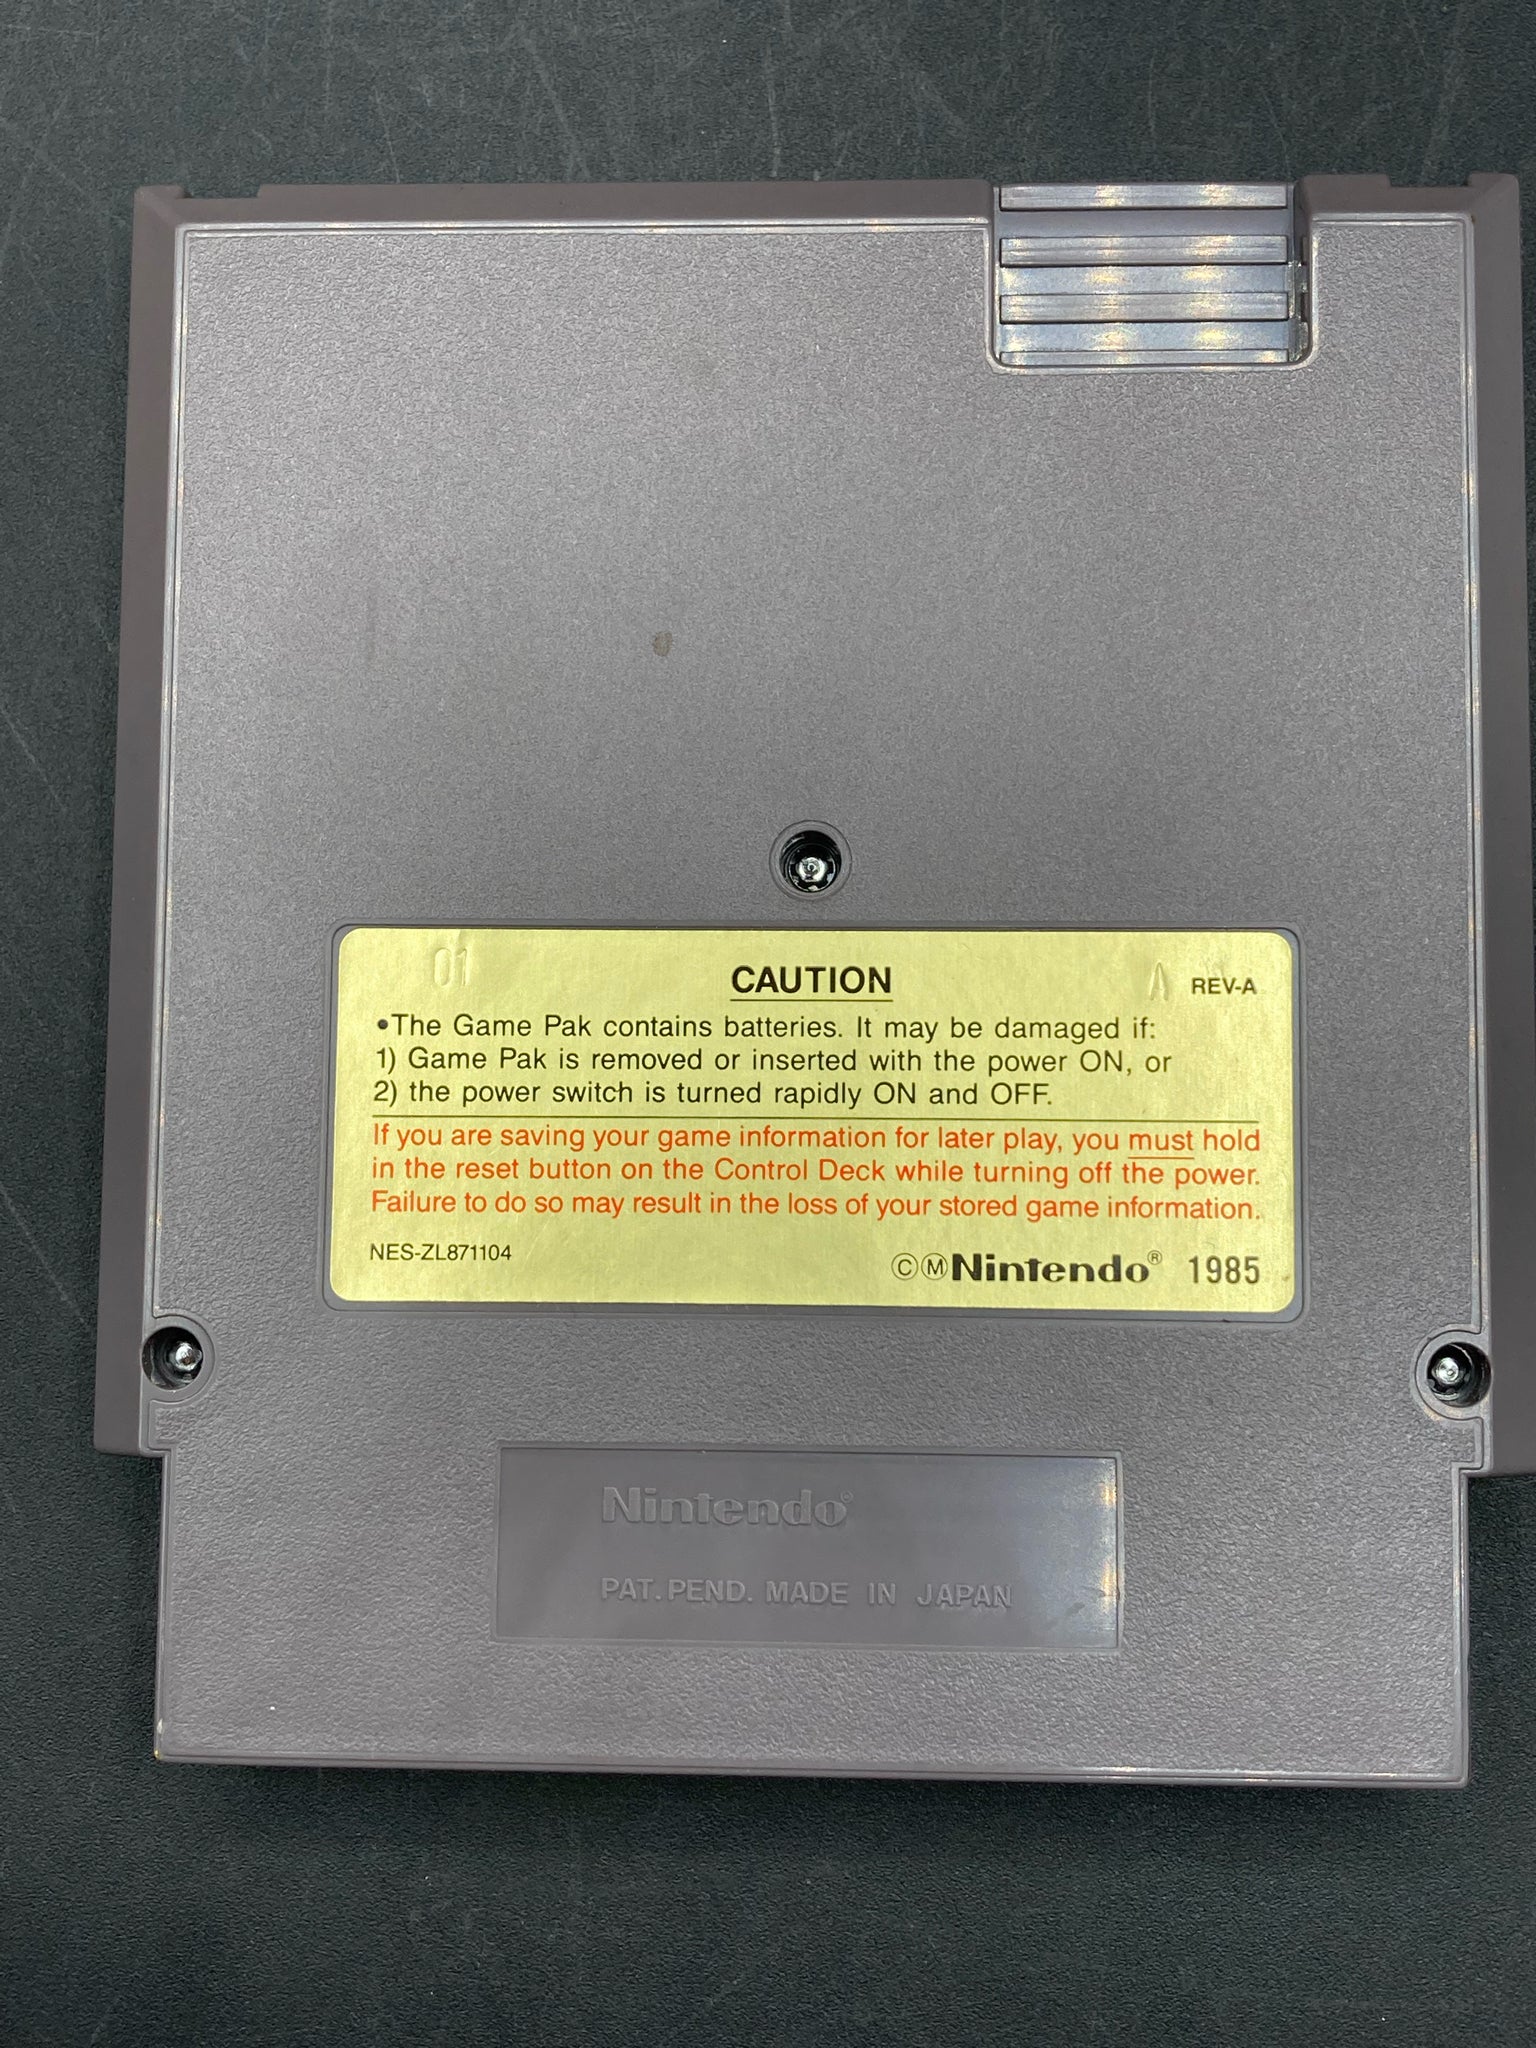 01 CAUTION A REV-A
•The Game Pak contains batteries. It may be damaged if:
1) Game Pak is removed or inserted with the power ON, or
2) the power switch is turned rapidly ON and OFF.
If you are saving your game information for later play, you must hold
in the reset button on the Control Deck while turning off the power.
Failure to do so may result in the loss of your stored game information.
NES-ZL871104 ⒸⓂNintendo® 1985
Nintendo®
PAT. PEND. MADE IN JAPAN